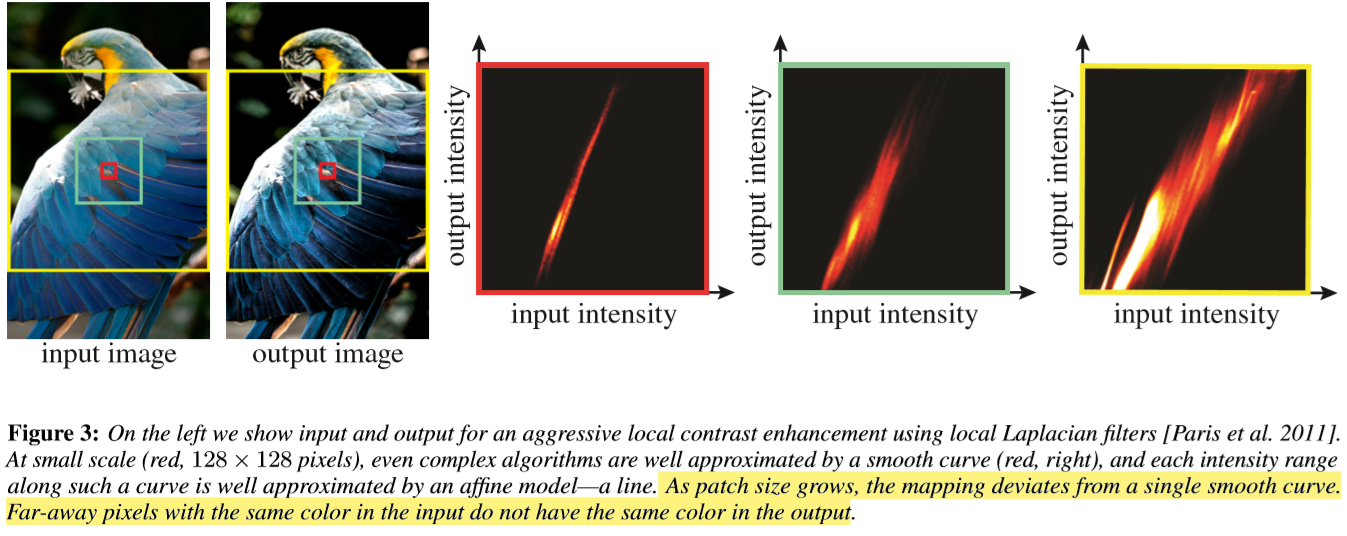 output intensity
output intensity
output intensity
input intensity
input intensity
input intensity
input image
output image
Figure 3: On the left we show input and output for an aggressive local contrast enhancement using local Laplacian filters [Paris et al. 2011].
At small scale (red, 128 × 128 pixels), even complex algorithms are well approximated by a smooth curve (red, right), and each intensity range
along such a curve is well approximated by an affine model—a line. As patch size grows, the mapping deviates from a single smooth curve.
Far-away pixels with the same color in the input do not have the same color in the output.